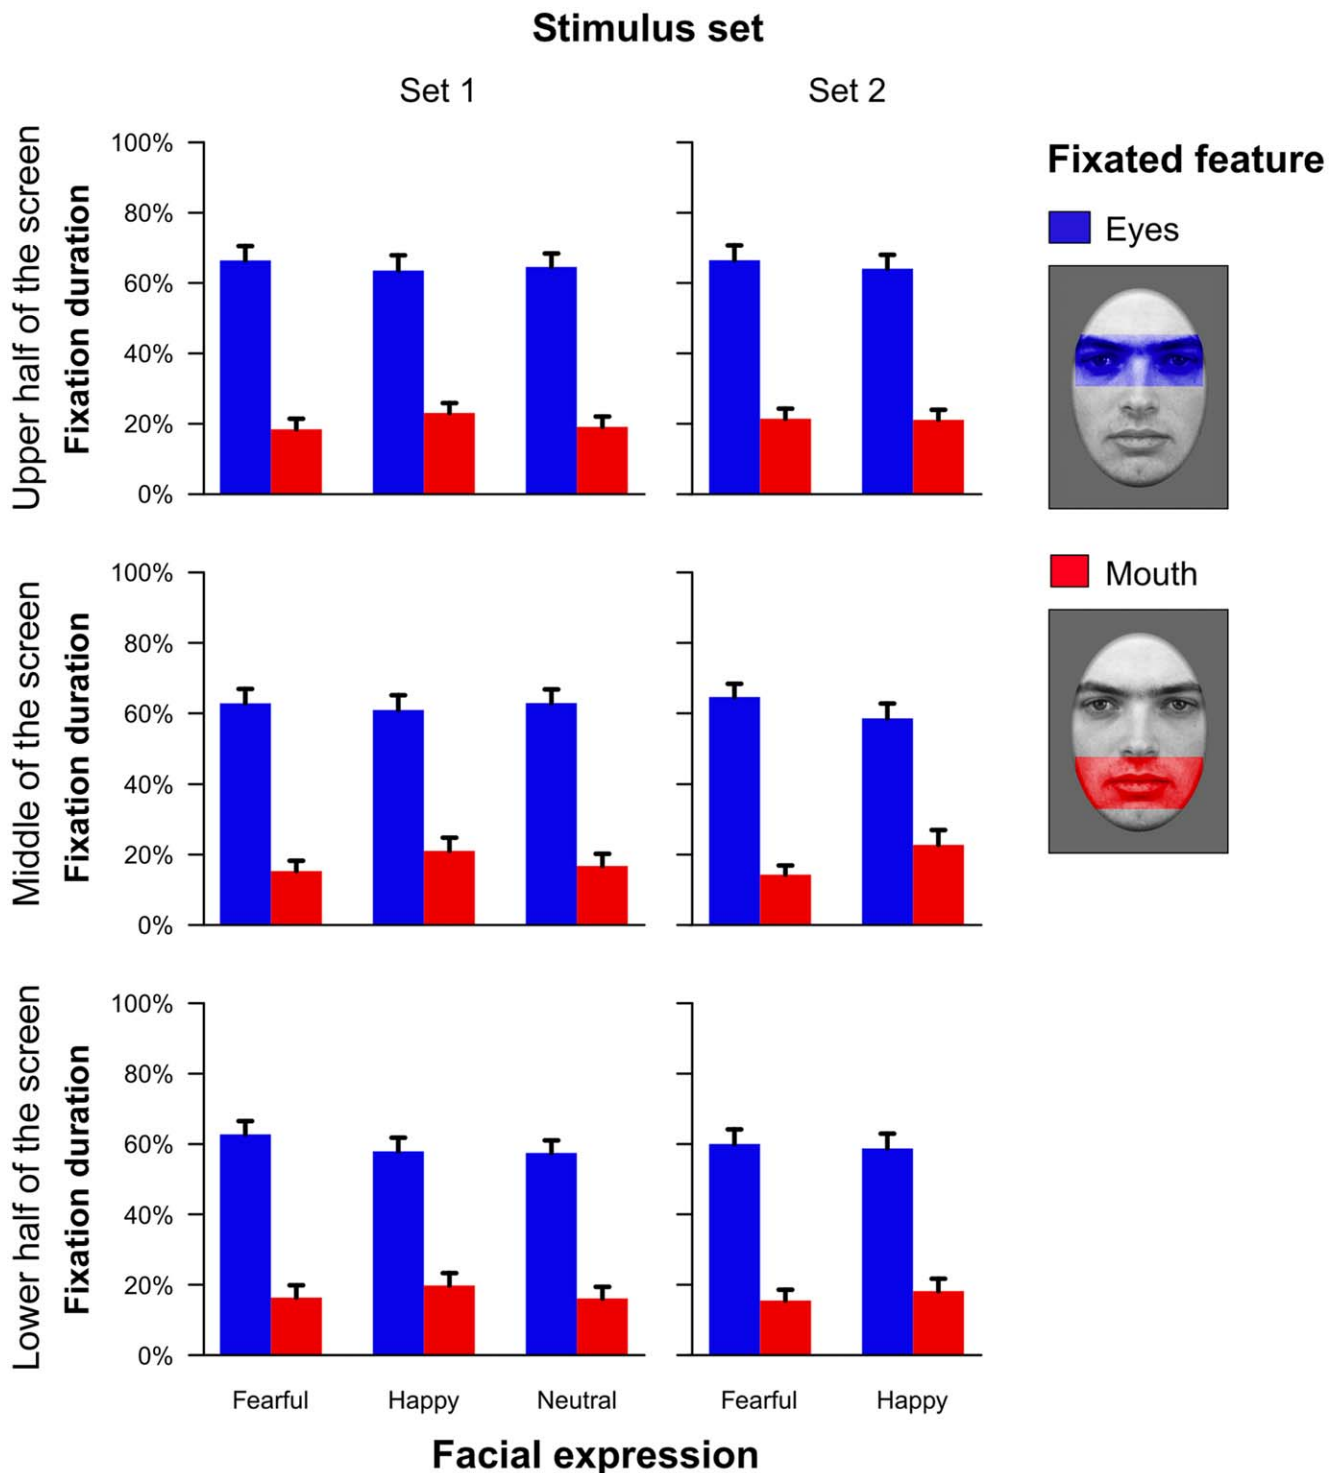 Stimulus set
Set 1
Set 2
Upper half of the screen
Fixation duration
100%
80%
60%
40%
20%
0%
Fixated feature
Eyes
Mouth
Middle of the screen
Fixation duration
100%
80%
60%
40%
20%
0%
Lower half of the screen
Fixation duration
100%
80%
60%
40%
20%
0%
Fearful
Happy
Neutral
Fearful
Happy
Facial expression